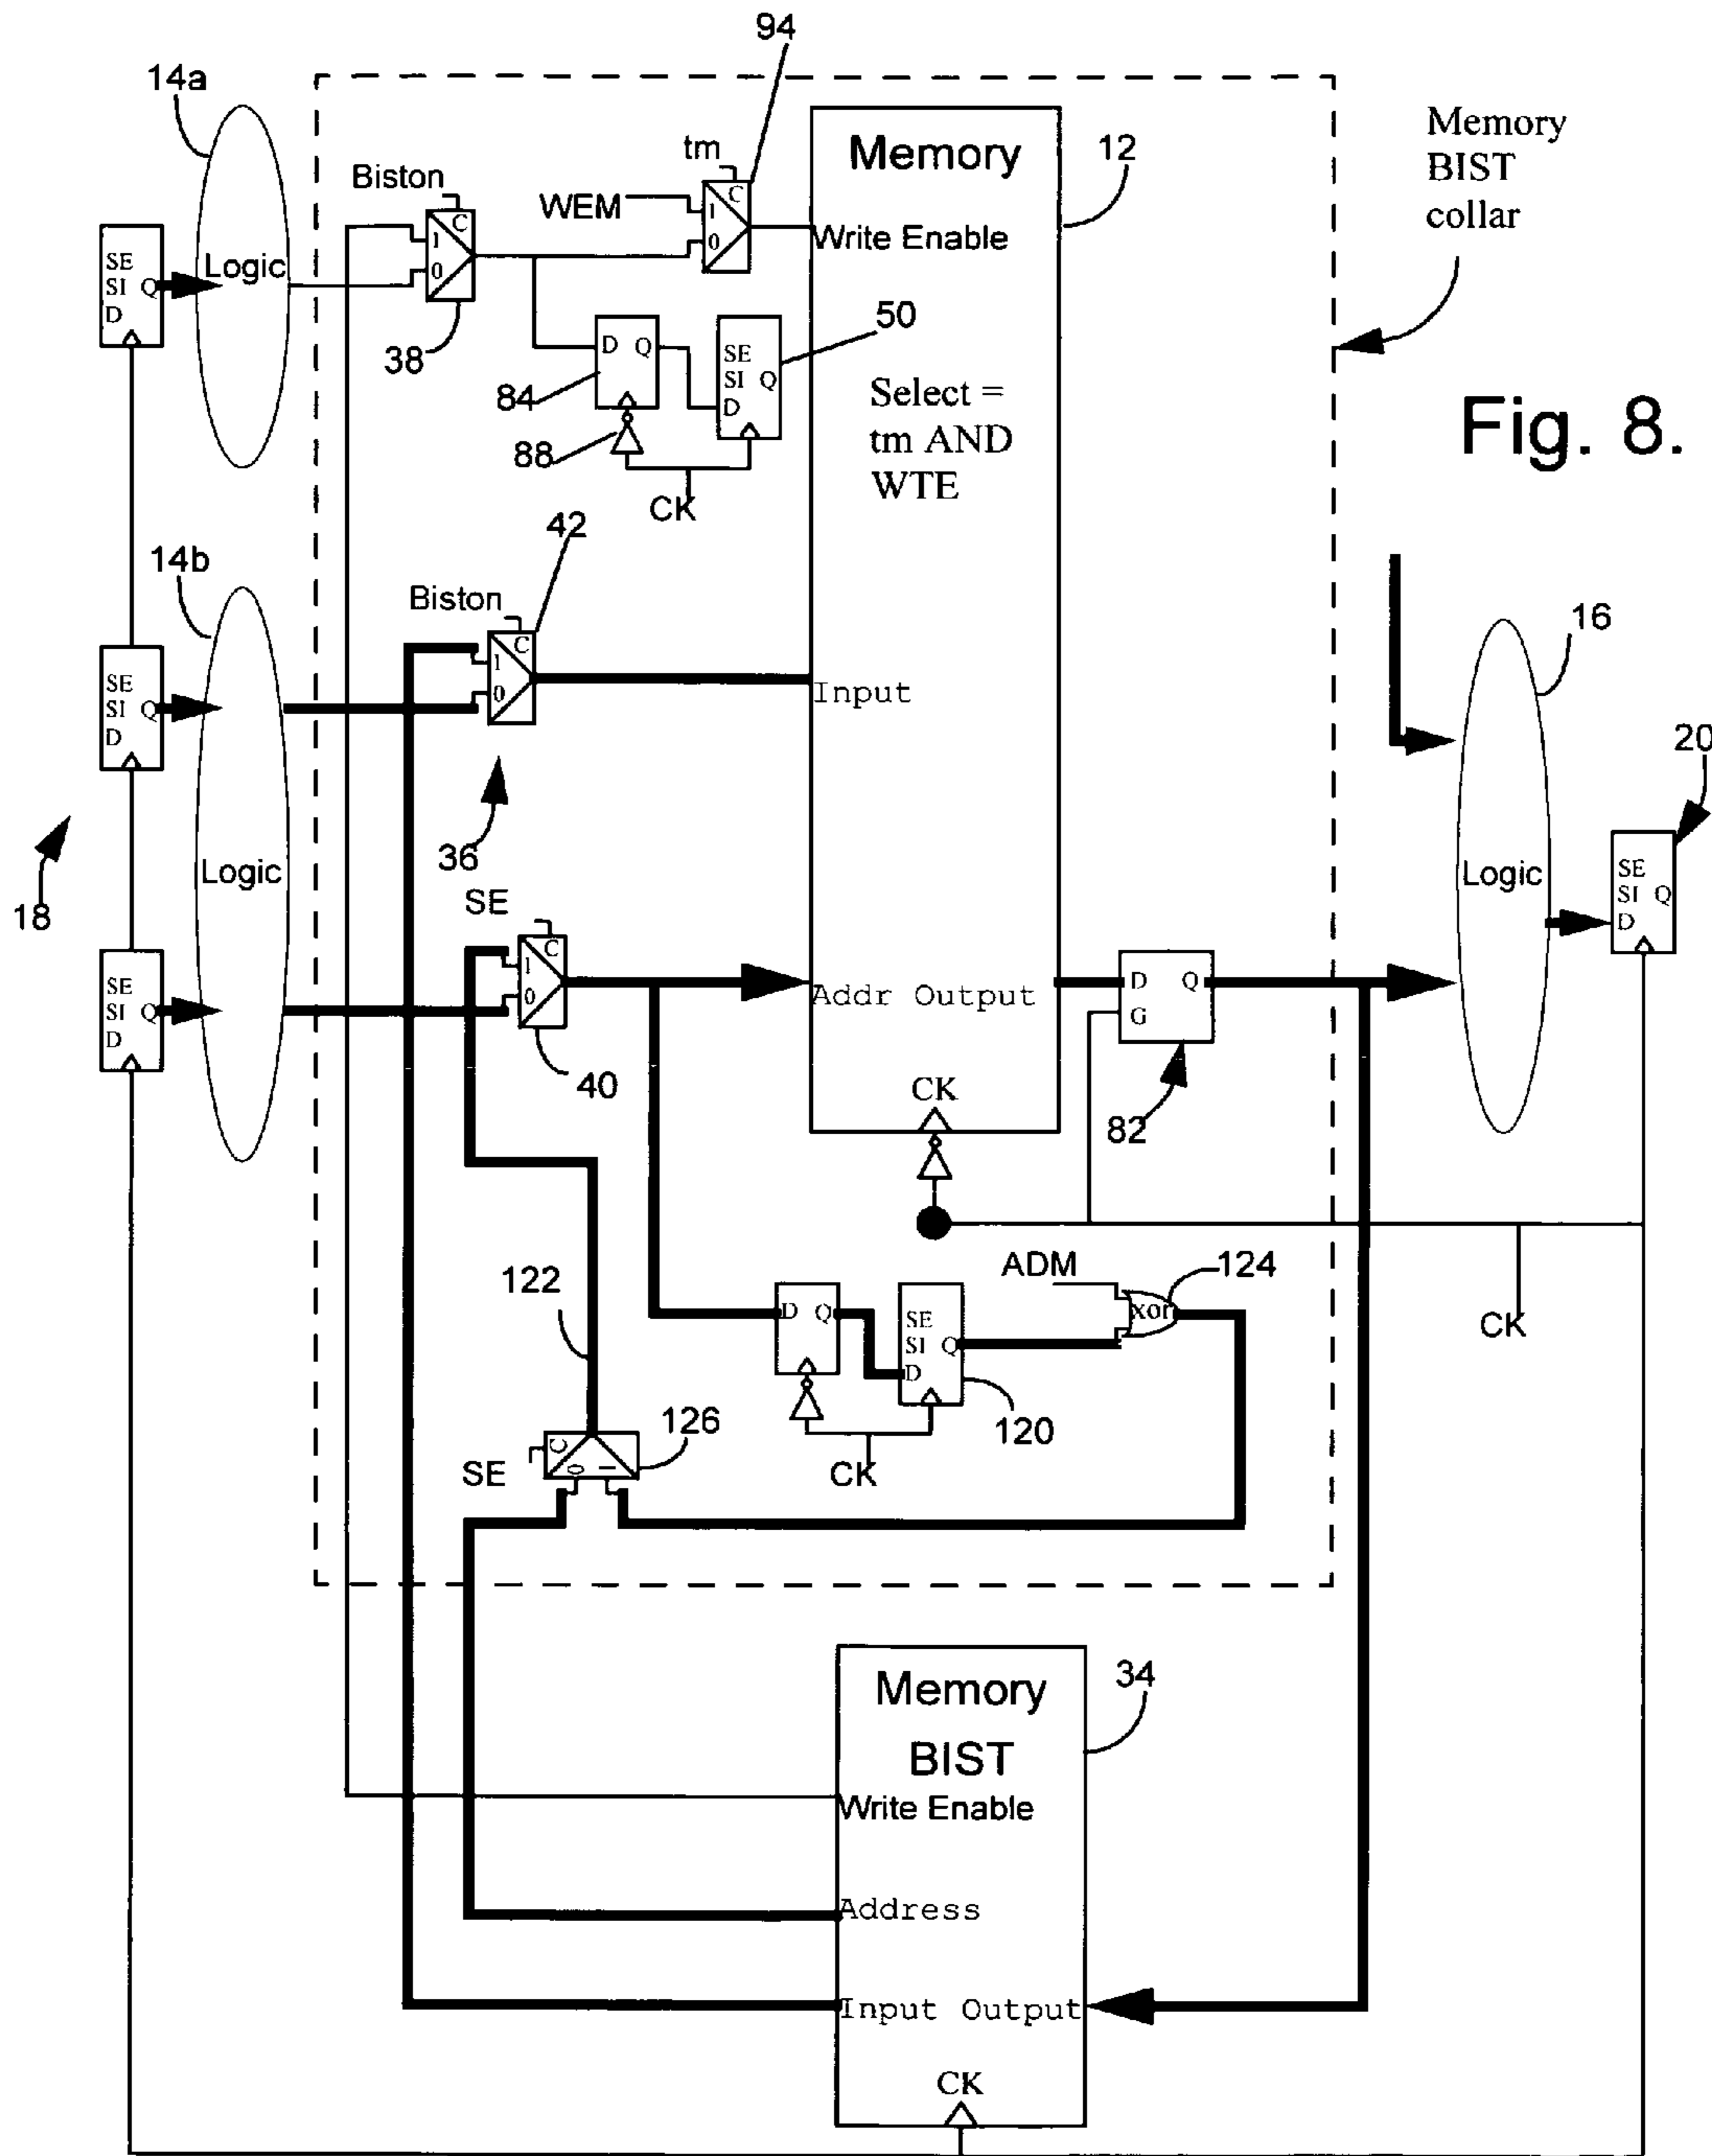 94
14a
Memory
BIST
collar
Memory
12
tm
Biston
WEM
C
1
0
C
1
0
Write Enable
SE
SI Q
D
Logic
38
50
D Q
SE
SI Q
D
84
88
CK
Select =
tm AND
WTE
Fig. 8.
42
14b
Biston
C
1
0
16
SE
SI Q
D
Input
36
20
18
Logic
SE
C
1
0
Logic
SE
SI Q
D
SE
SI Q
D
Addr Output
D Q
G
40
CK
82
122
ADM
124
xor
CK
D Q
SE
SI Q
D
120
126
SE
C
0 1
CK
Memory
BIST
34
Write Enable
Address
Input Output
CK